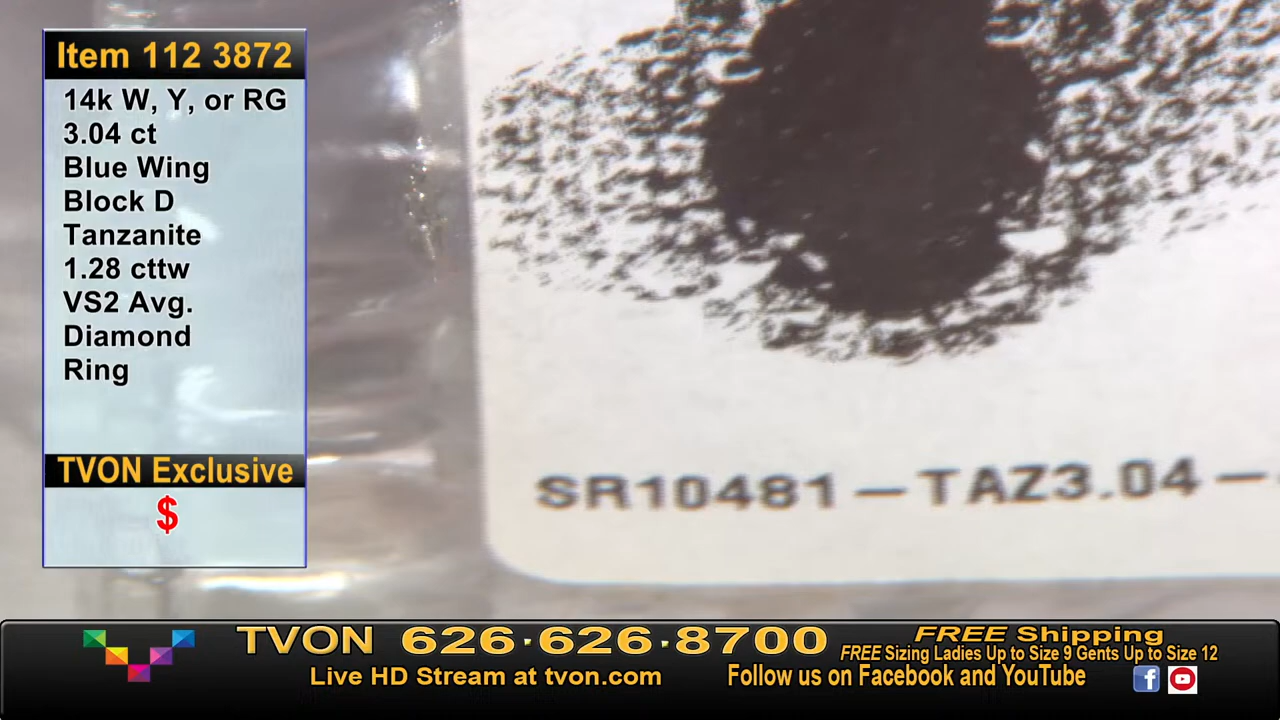 Item 112 3872
14k W, Y, or RG
3.04 ct
Blue Wing
Block D
Tanzanite
1.28 cttw
VS2 Avg.
Diamond
Ring
TVON Exclusive
$
SR10481-TAZ3.04-
TVON 626·626·8700
FREE Shipping
FREE Sizing Ladies Up to Size 9 Gents Up to Size 12
Live HD Stream at tvon.com
Follow us on Facebook and YouTube